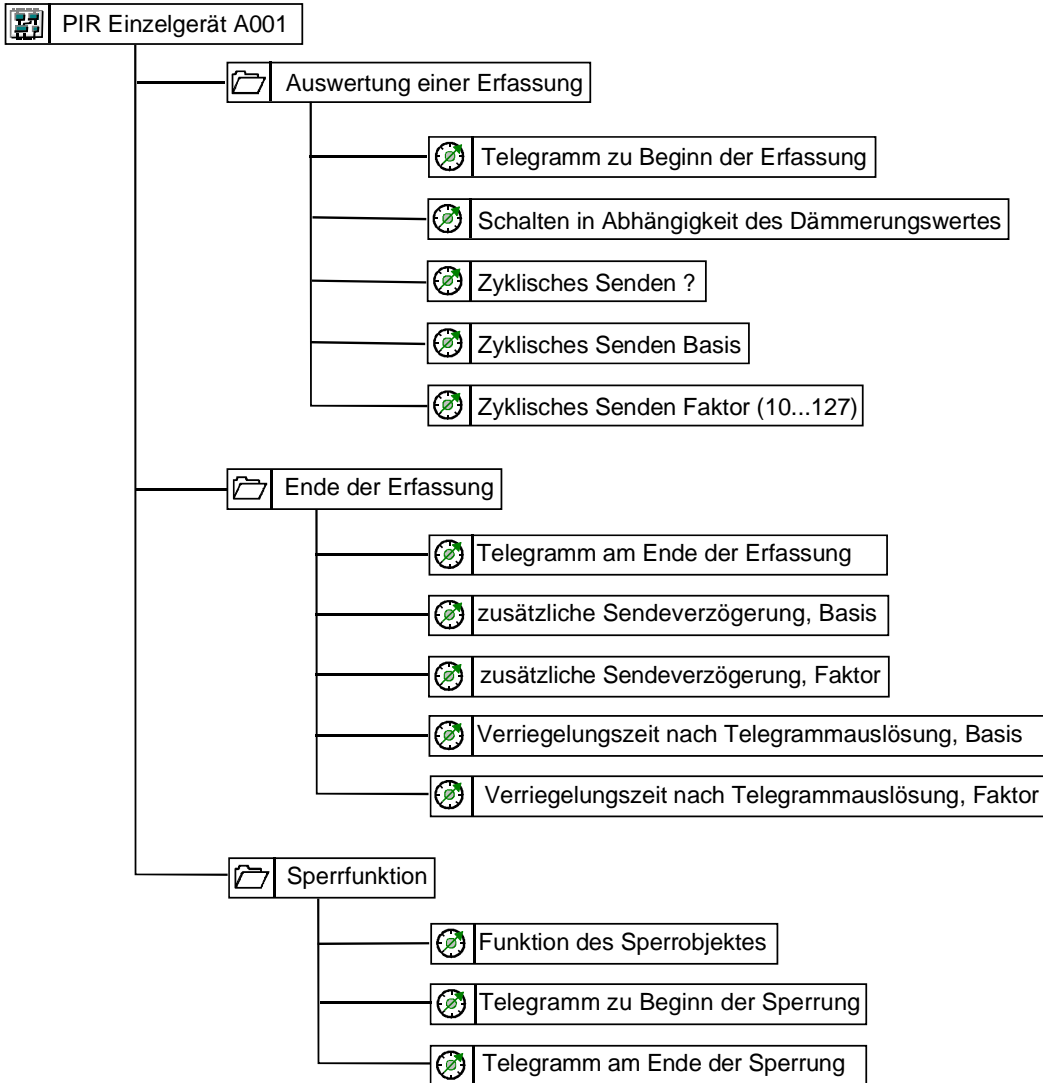 PIR Einzelgerät A001
Auswertung einer Erfassung
Telegramm zu Beginn der Erfassung
Schalten in Abhängigkeit des Dämmerungswertes
Zyklisches Senden ?
Zyklisches Senden Basis
Zyklisches Senden Faktor (10...127)
Ende der Erfassung
Telegramm am Ende der Erfassung
zusätzliche Sendeverzögerung, Basis
zusätzliche Sendeverzögerung, Faktor
Verriegelungszeit nach Telegrammauslösung, Basis
Verriegelungszeit nach Telegrammauslösung, Faktor
Sperrfunktion
Funktion des Sperrobjektes
Telegramm zu Beginn der Sperrung
Telegramm am Ende der Sperrung